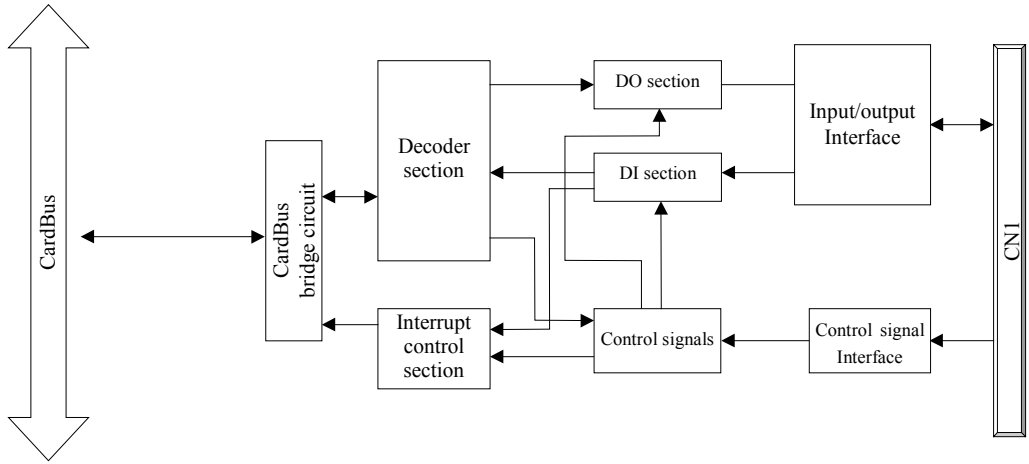 CardBus
CardBus
bridge circuit
Decoder
section
Interrupt
control
section
DO section
DI section
Control signals
Input/output
Interface
Control signal
Interface
CN1